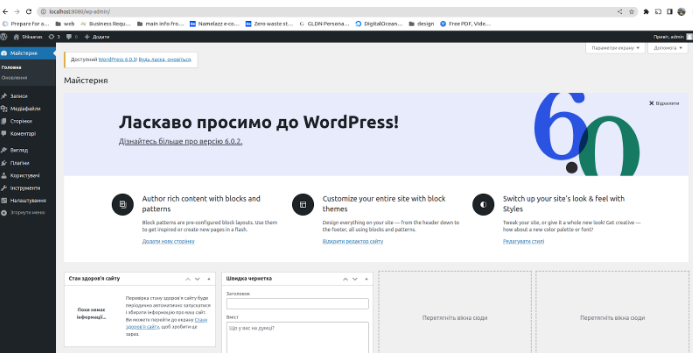 localhost:8080/wp-admin/
Prepare for a... web Business Requ... main info fro... Namelazz e-co... Zero waste st... GLDN Persona... DigitalOcean... design Free PDF, Vide...
5 0 Додати Привіт, admin
Майстерня
Головна
Оновлення
Записи
Медіафайли
Сторінки
Коментарі
Вигляд
Плагіни
Користувачі
Інструменти
Налаштування
Згорнути меню
Параметри екрану Допомога
Доступний WordPress 6.0.3! Будь ласка, оновіться.
Майстерня
Відхилити
Ласкаво просимо до WordPress!
Дізнайтесь більше про версію 6.0.2.
6.0
Author rich content with blocks and
patterns
Block patterns are pre-configured block layouts. Use them
to get inspired or create new pages in a flash.
Додати нову сторінку
Customize your entire site with block
themes
Design everything on your site — from the header down to
the footer, all using blocks and patterns.
Відкрити редактор сайту
Switch up your site's look & feel with
Styles
Tweak your site, or give it a whole new look! Get creative —
how about a new color palette or font?
Редагувати стилі
Стан здоров'я сайту
Поки немає
інформації...
Перевірка стану здоров'я сайту буде
періодично автоматично запускатися
і збирати інформацію про ваш сайт.
Ви можете перейти до екрану Стан
здоров'я сайту, щоб зробити це
зараз.
Швидка чернетка
Заголовок
Вміст
Що у вас на думці?
Перетягніть вікна сюди
Перетягніть вікна сюди